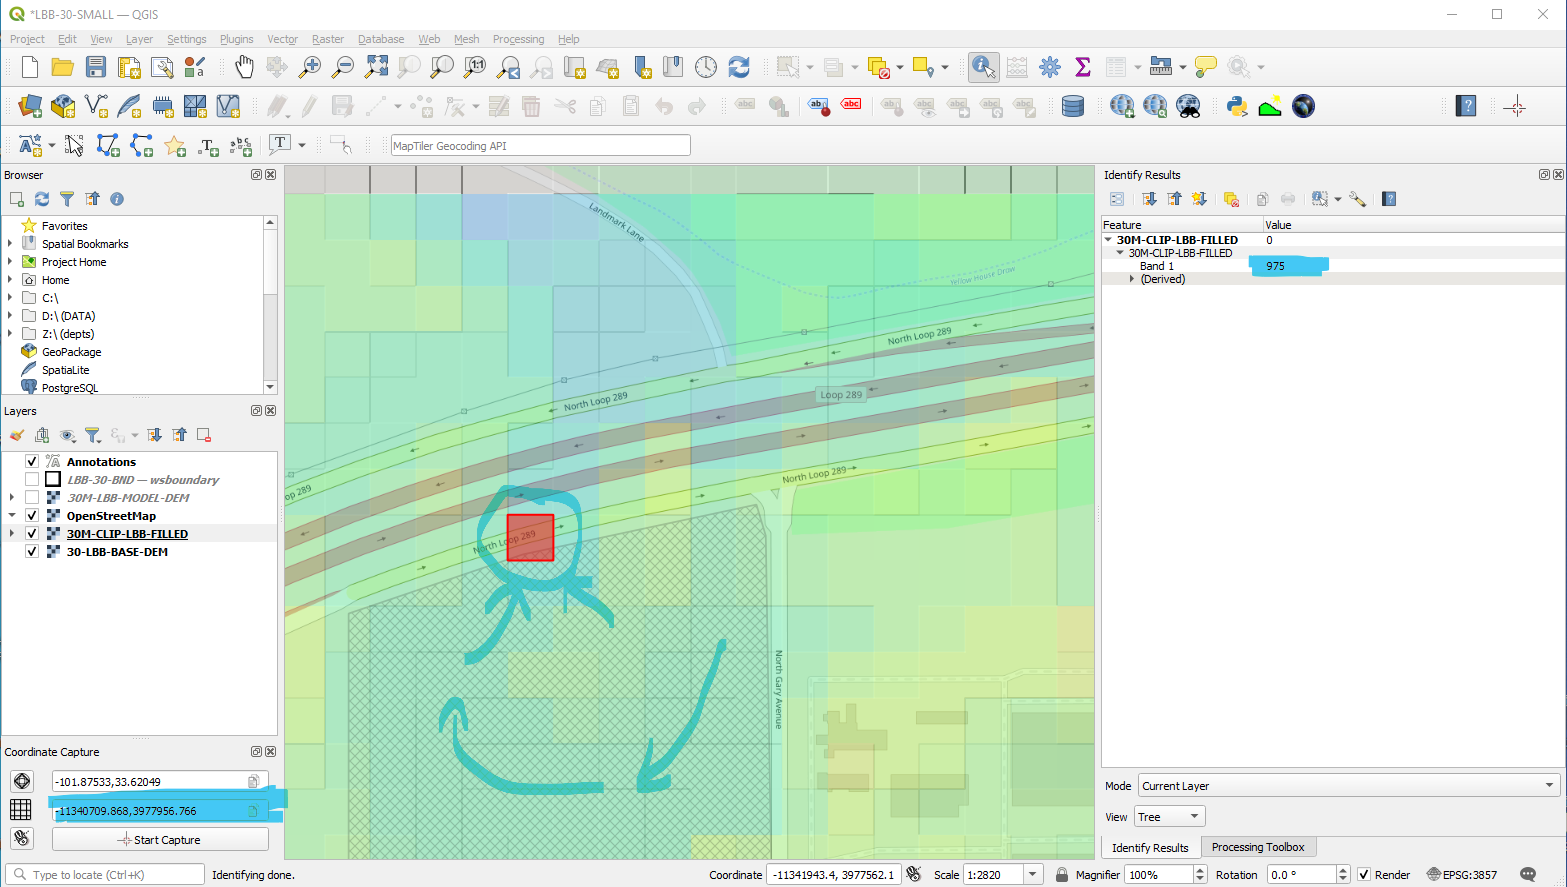 *LBB-30-SMALL — QGIS
Project Edit View Layer Settings Plugins Vector Raster Database Web Mesh Processing Help
MapTiler Geocoding API
Browser
Favorites
Spatial Bookmarks
Project Home
Home
C:\
D:\ (DATA)
Z:\ (depts)
GeoPackage
SpatiaLite
PostgreSQL
Layers
Annotations
LBB-30-BND — wsboundary
30M-LBB-MODEL-DEM
OpenStreetMap
30M-CLIP-LBB-FILLED
30-LBB-BASE-DEM
Coordinate Capture
-101.87533,33.62049
-11340709.868,3977956.766
Start Capture
Landmark Lane
Yellow House Draw
North Loop 289
Loop 289
North Loop 289
North Loop 289
op 289
North Loop 289
North Gary Avenue
Identify Results
Feature Value
30M-CLIP-LBB-FILLED 0
30M-CLIP-LBB-FILLED
Band 1 975
(Derived)
Mode Current Layer
View Tree
Identify Results Processing Toolbox
Type to locate (Ctrl+K) Identifying done. Coordinate -11341943.4, 3977562.1 Scale 1:2820 Magnifier 100% Rotation 0.0 ° Render EPSG:3857